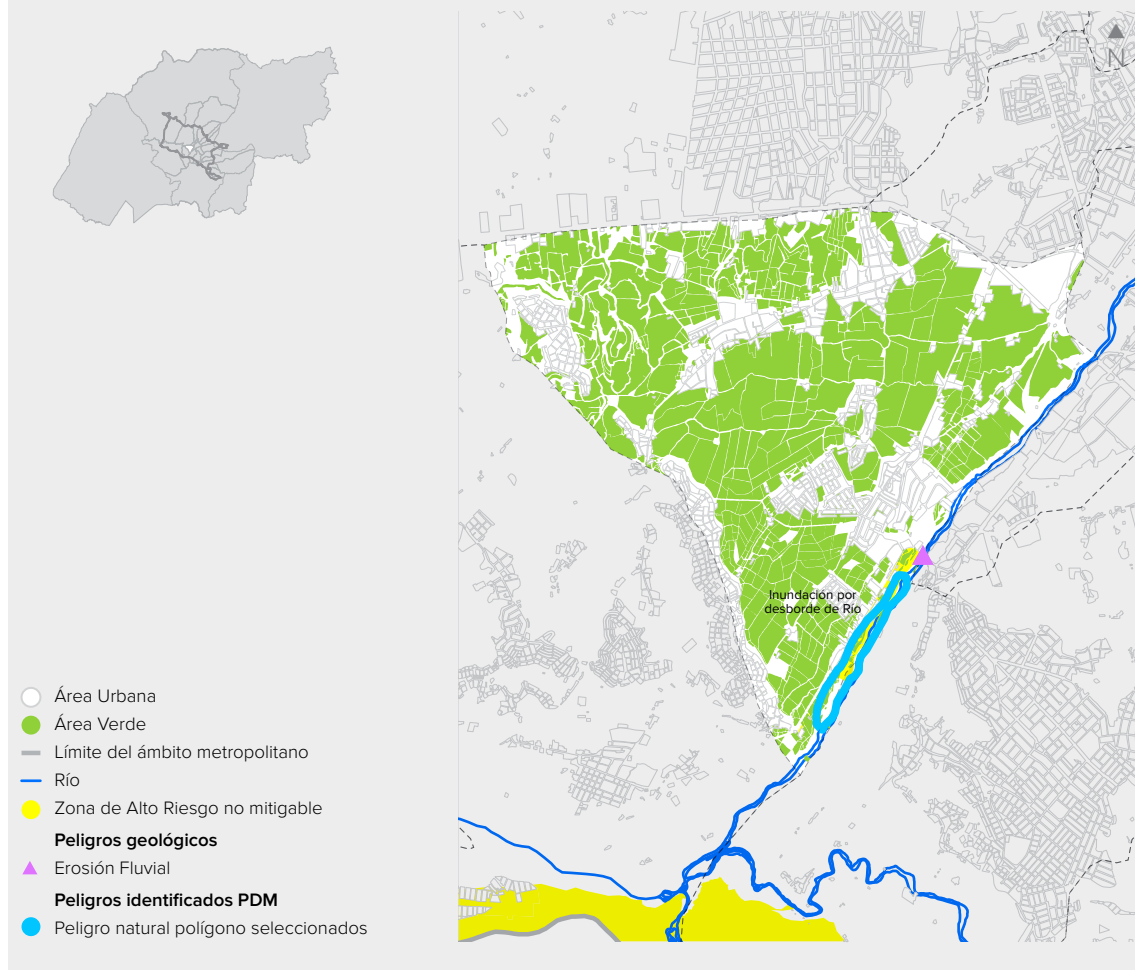 N
Inundación por
desborde de Río
Área Urbana
Área Verde
Límite del ámbito metropolitano
Río
Zona de Alto Riesgo no mitigable
Peligros geológicos
Erosión Fluvial
Peligros identificados PDM
Peligro natural polígono seleccionados